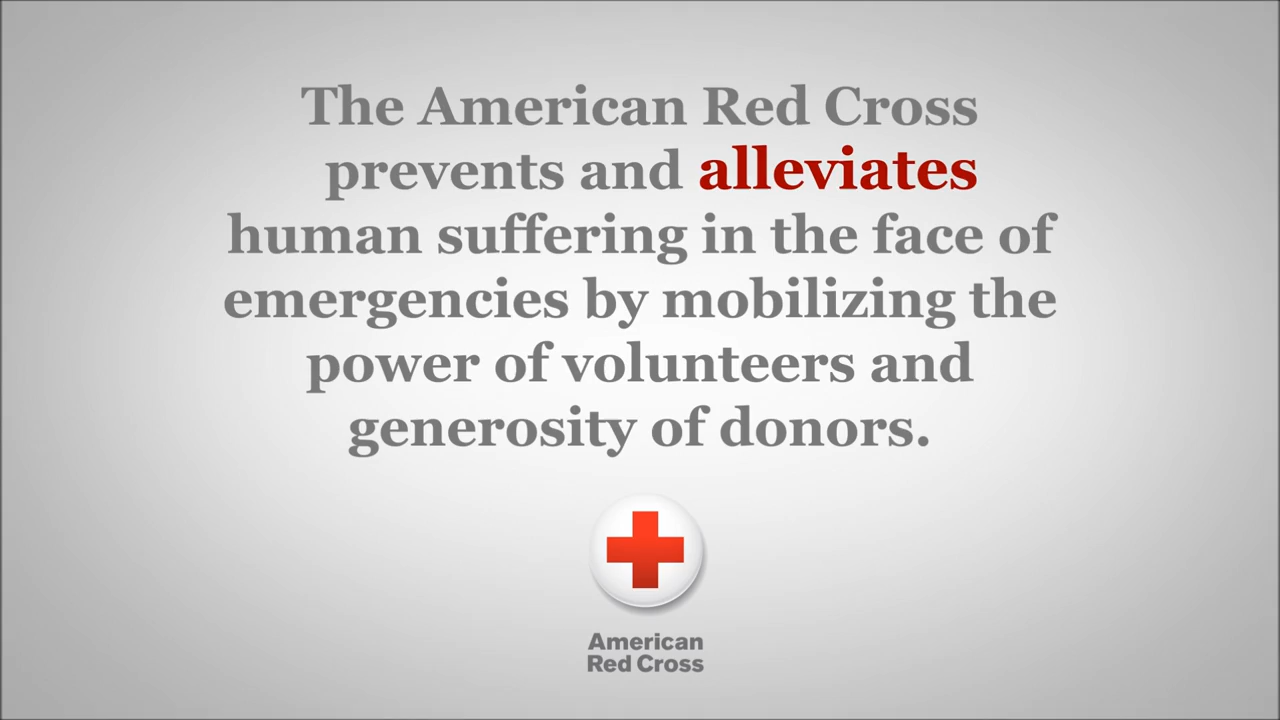 The American Red Cross
prevents and alleviates
human suffering in the face of
emergencies by mobilizing the
power of volunteers and
generosity of donors.
American
Red Cross